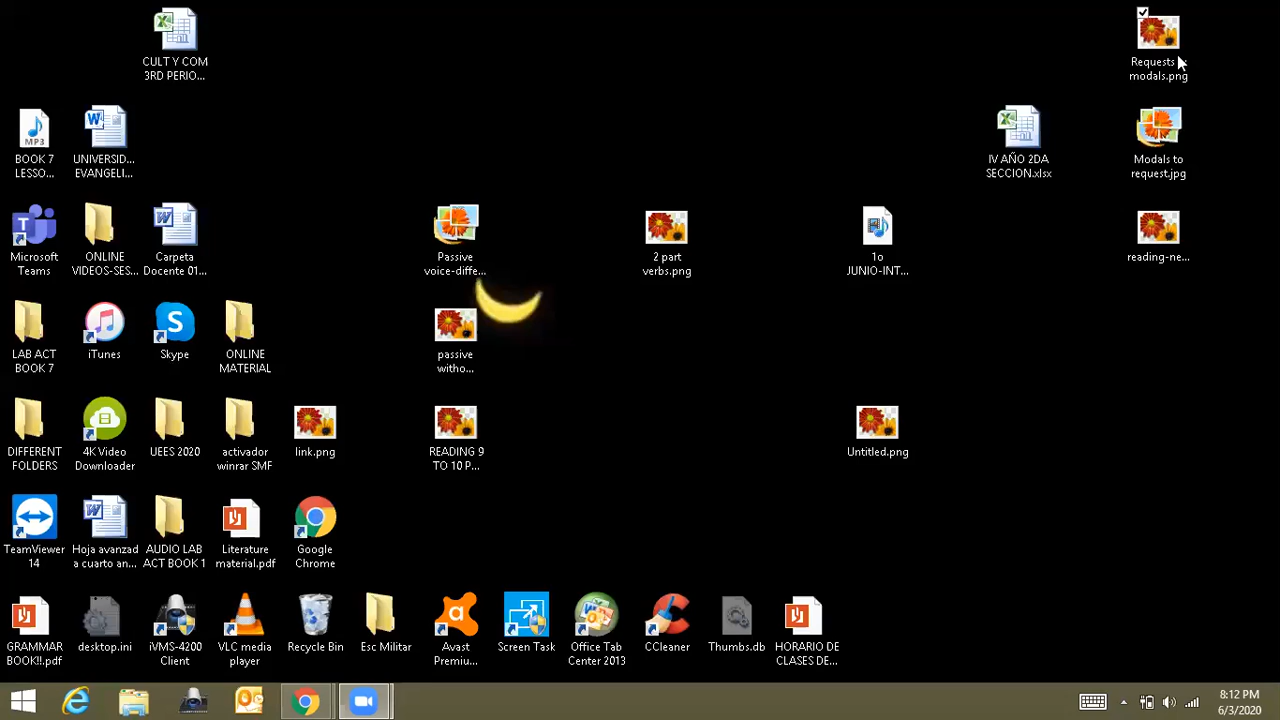 CULT Y COM
3RD PERIO...
Requests
modals.png
MP3
BOOK 7
LESSO...
UNIVERSID...
EVANGELI...
IV AÑO 2DA
SECCION.xlsx
Modals to
request.jpg
Microsoft
Teams
ONLINE
VIDEOS-SES...
Carpeta
Docente 01...
Passive
voice-diffe...
2 part
verbs.png
1o
JUNIO-INT...
reading-ne...
LAB ACT
BOOK 7
iTunes
Skype
ONLINE
MATERIAL
passive
witho...
DIFFERENT
FOLDERS
4K Video
Downloader
UEES 2020
activador
winrar SMF
link.png
READING 9
TO 10 P...
Untitled.png
TeamViewer
14
Hoja avanzad
a cuarto an...
AUDIO LAB
ACT BOOK 1
Literature
material.pdf
Google
Chrome
GRAMMAR
BOOK!!.pdf
desktop.ini
iVMS-4200
Client
VLC media
player
Recycle Bin
Esc Militar
Avast
Premiu...
Screen Task
Office Tab
Center 2013
CCleaner
Thumbs.db
HORARIO DE
CLASES DE...
8:12 PM
6/3/2020